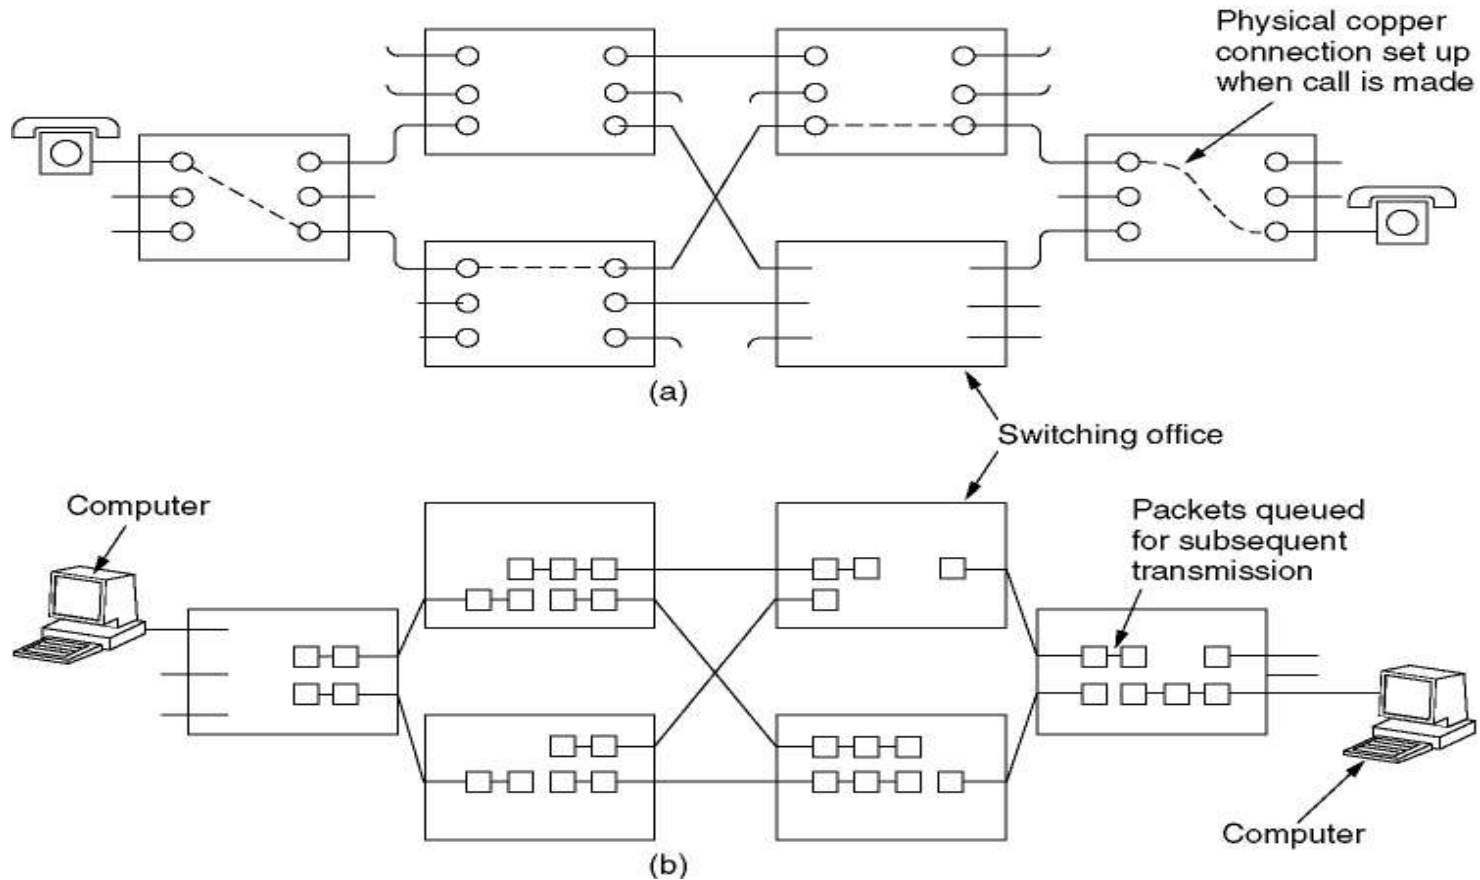 Physical copper
connection set up
when call is made
(a)
Switching office
Computer
Packets queued
for subsequent
transmission
Computer
(b)